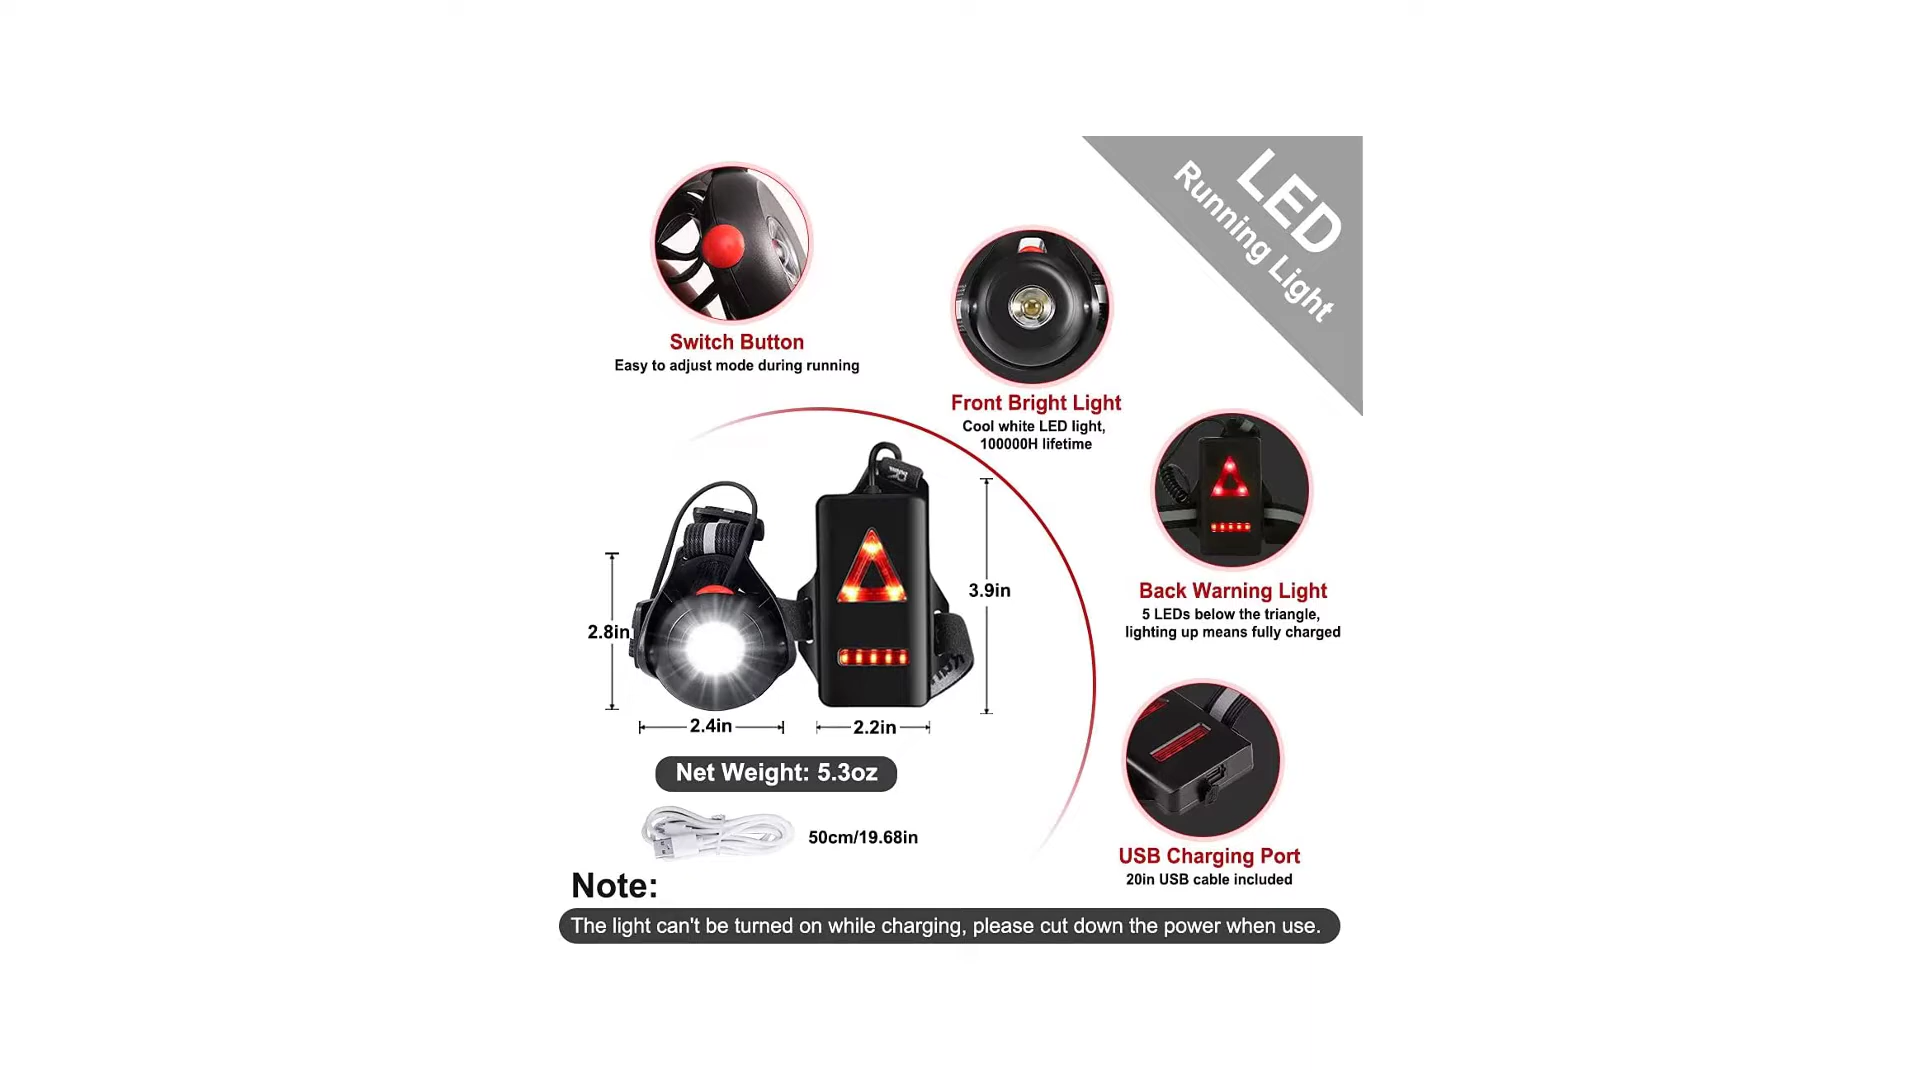 LED
Running Light
Switch Button
Easy to adjust mode during running
Front Bright Light
Cool white LED light,
100000H lifetime
Back Warning Light
5 LEDs below the triangle,
lighting up means fully charged
2.8in
3.9in
2.4in
2.2in
Net Weight: 5.3oz
50cm/19.68in
USB Charging Port
20in USB cable included
Note:
The light can't be turned on while charging, please cut down the power when use.